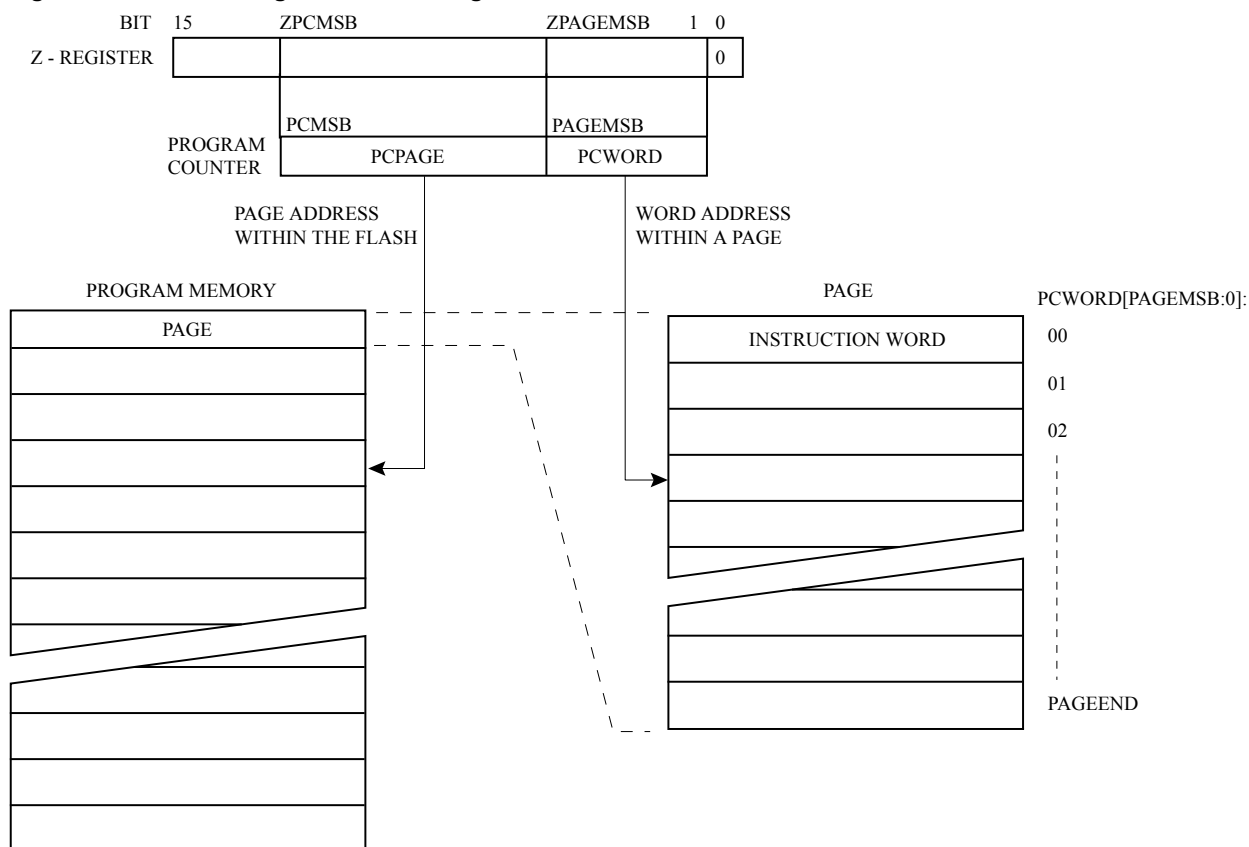 BIT 15 ZPCMSB ZPAGEMSB 1 0
Z - REGISTER 0
PCMSB PAGEMSB
PROGRAM
COUNTER
PCPAGE PCWORD
PAGE ADDRESS
WITHIN THE FLASH
WORD ADDRESS
WITHIN A PAGE
PROGRAM MEMORY
PAGE
PAGE
PCWORD[PAGEMSB:0]:
INSTRUCTION WORD 00
01
02
PAGEEND